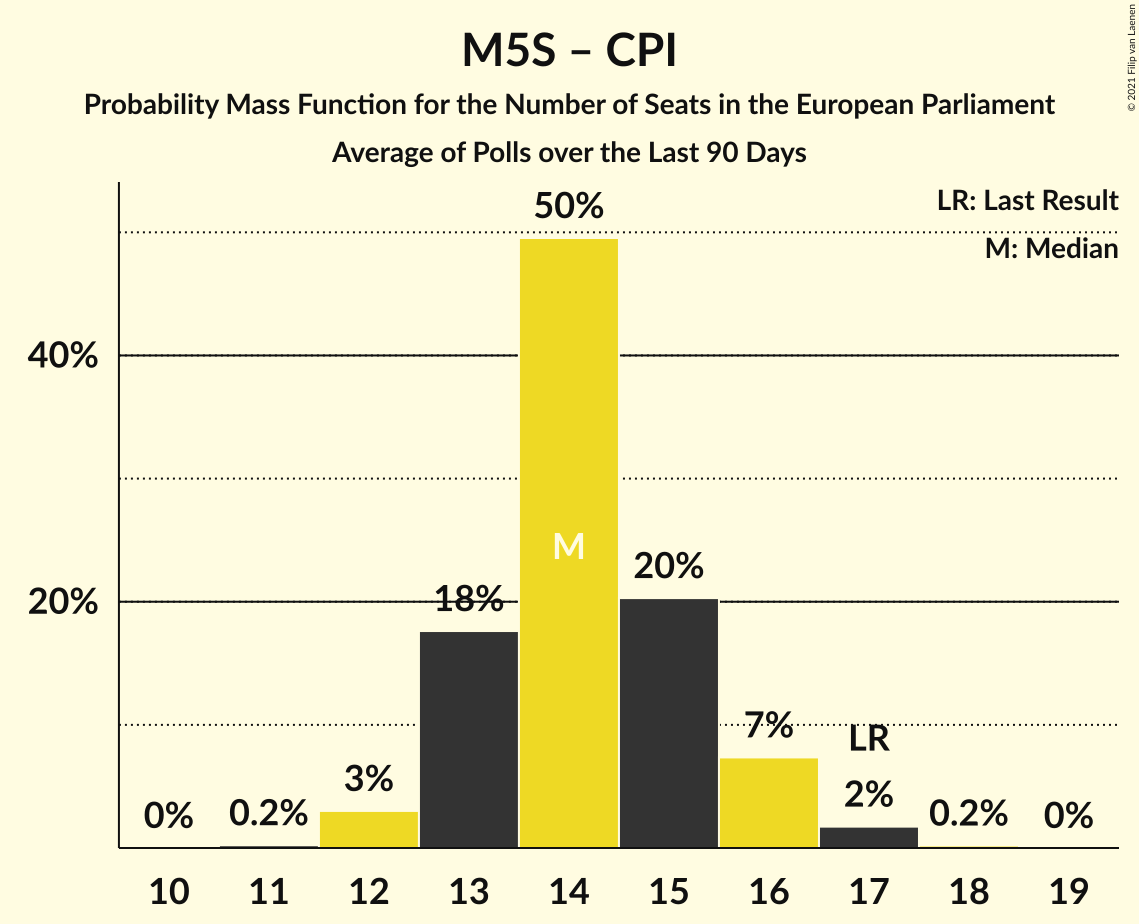 M5S – CPI
Probability Mass Function for the Number of Seats in the European Parliament
Average of Polls over the Last 90 Days
© 2021 Filip van Laenen
LR: Last Result
M: Median
40%
20%
0%
0.2%
3%
18%
50%
M
20%
7%
LR
2%
0.2%
0%
10 11 12 13 14 15 16 17 18 19